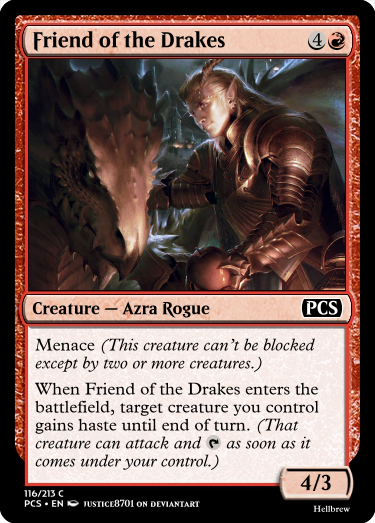 Friend of the Drakes 4
Creature — Azra Rogue PCS
Menace (This creature can't be blocked
except by two or more creatures.)
When Friend of the Drakes enters the
battlefield, target creature you control
gains haste until end of turn. (That
creature can attack and as soon as it
comes under your control.)
4/3
116/213 C
PCS • EN JUSTICE8701 ON DEVIANTART
Hellbrew